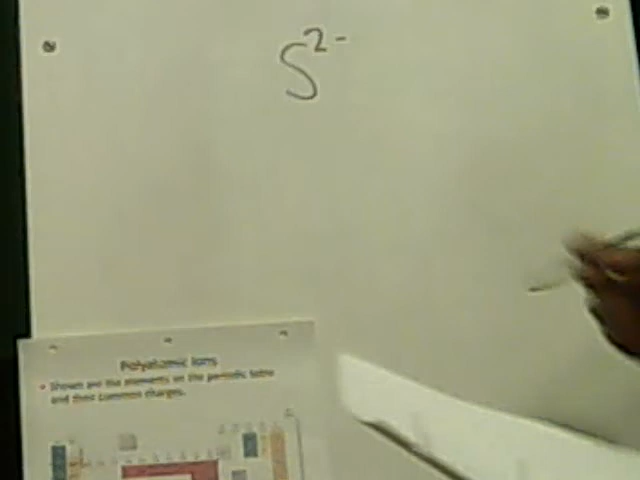 S²⁻
Polyatomic Ions
• Shown are the elements on the periodic table
and their common charges.